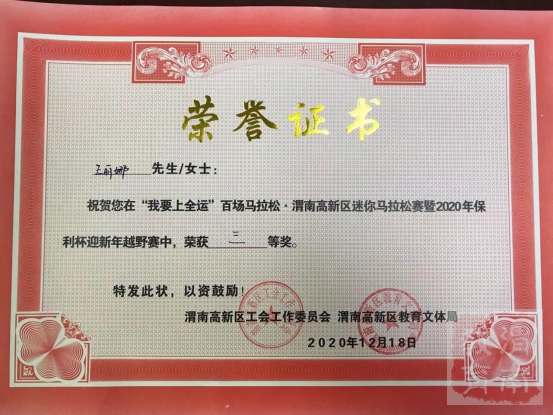 荣誉证书
王丽娜 先生/女士：
祝贺您在“我要上全运”百场马拉松·渭南高新区迷你马拉松赛暨2020年保
利杯迎新年越野赛中，荣获 三 等奖。
特发此状，以资鼓励！
渭南高新区工会工作委员会 渭南高新区教育文体局
2020年12月18日